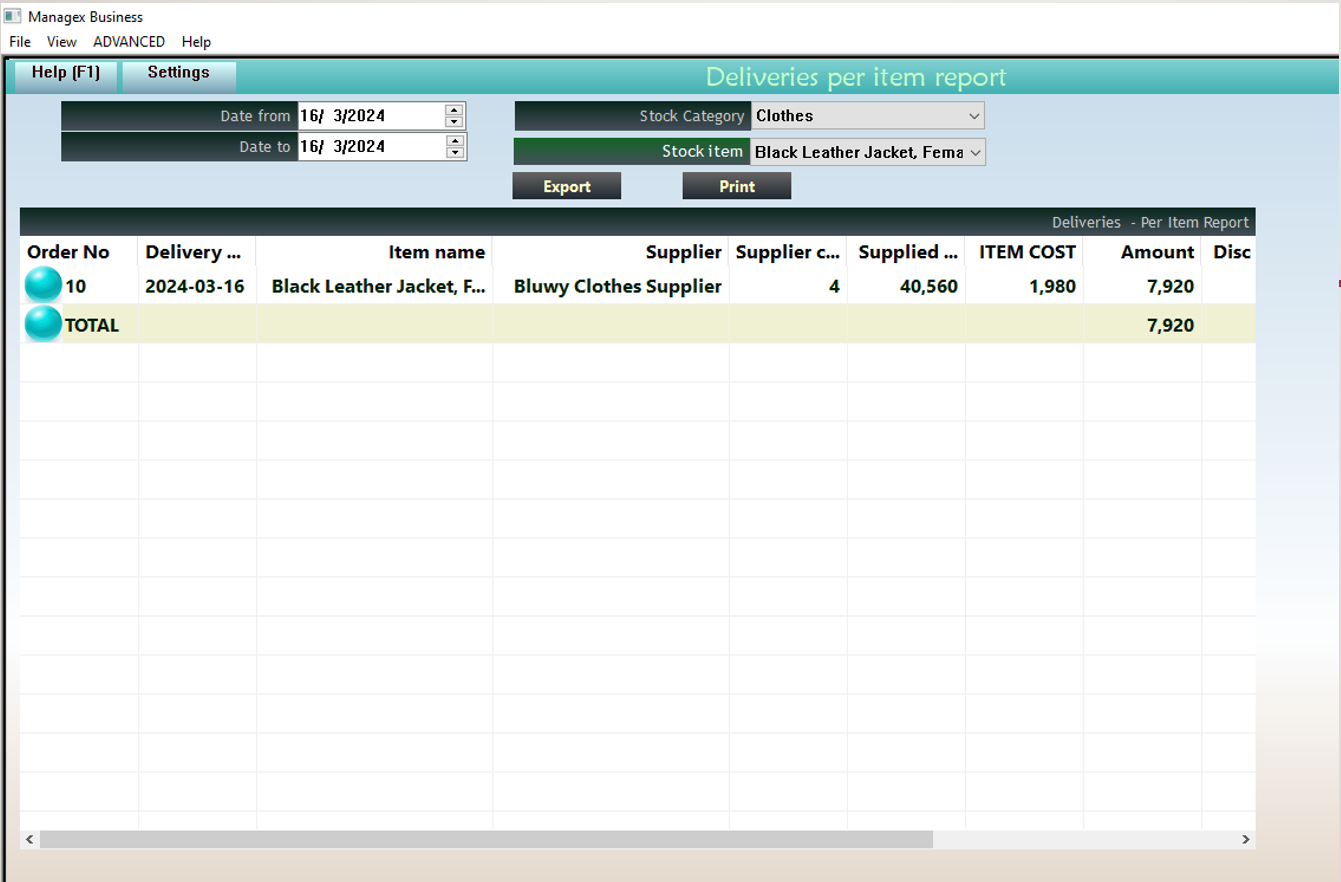 Managex Business
File View ADVANCED Help
Help (F1) Settings Deliveries per item report
Date from 16/ 3/2024 Stock Category Clothes
Date to 16/ 3/2024 Stock item Black Leather Jacket, Fema
Export Print
Deliveries - Per Item Report
Order No Delivery ... Item name Supplier Supplier c... Supplied ... ITEM COST Amount Disc
10 2024-03-16 Black Leather Jacket, F... Bluwy Clothes Supplier 4 40,560 1,980 7,920
TOTAL 7,920